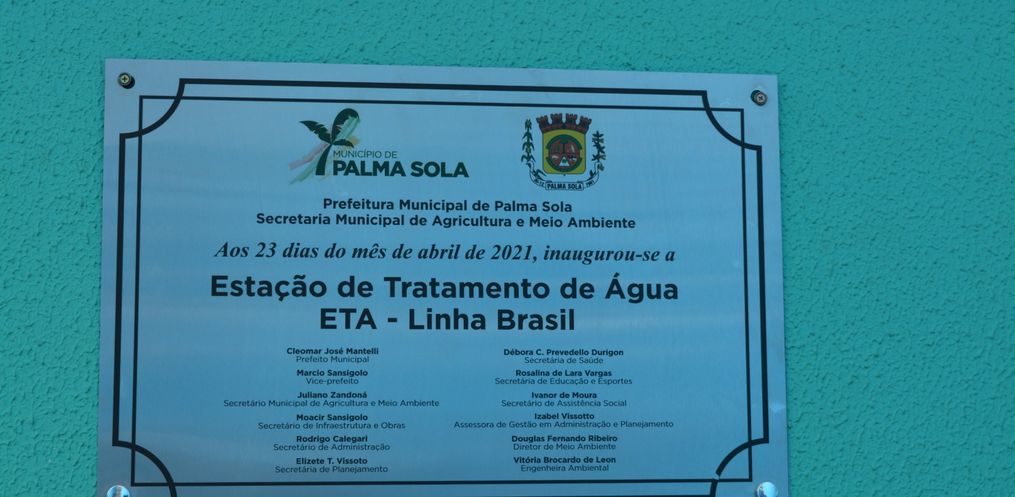 MUNICÍPIO DE
PALMA SOLA
PALMA SOLA
Prefeitura Municipal de Palma Sola
Secretaria Municipal de Agricultura e Meio Ambiente
Aos 23 dias do mês de abril de 2021, inaugurou-se a
Estação de Tratamento de Água
ETA - Linha Brasil
Cleomar José Mantelli
Prefeito Municipal
Marcio Sansigolo
Vice-prefeito
Juliano Zandoná
Secretário Municipal de Agricultura e Meio Ambiente
Moacir Sansigolo
Secretário de Infraestrutura e Obras
Rodrigo Calegari
Secretário de Administração
Elizete T. Vissoto
Secretária de Planejamento
Débora C. Prevedello Durigon
Secretária de Saúde
Rosalina de Lara Vargas
Secretária de Educação e Esportes
Ivanor de Moura
Secretário de Assistência Social
Izabel Vissotto
Assessora de Gestão em Administração e Planejamento
Douglas Fernando Ribeiro
Diretor de Meio Ambiente
Vitória Brocardo de Leon
Engenheira Ambiental